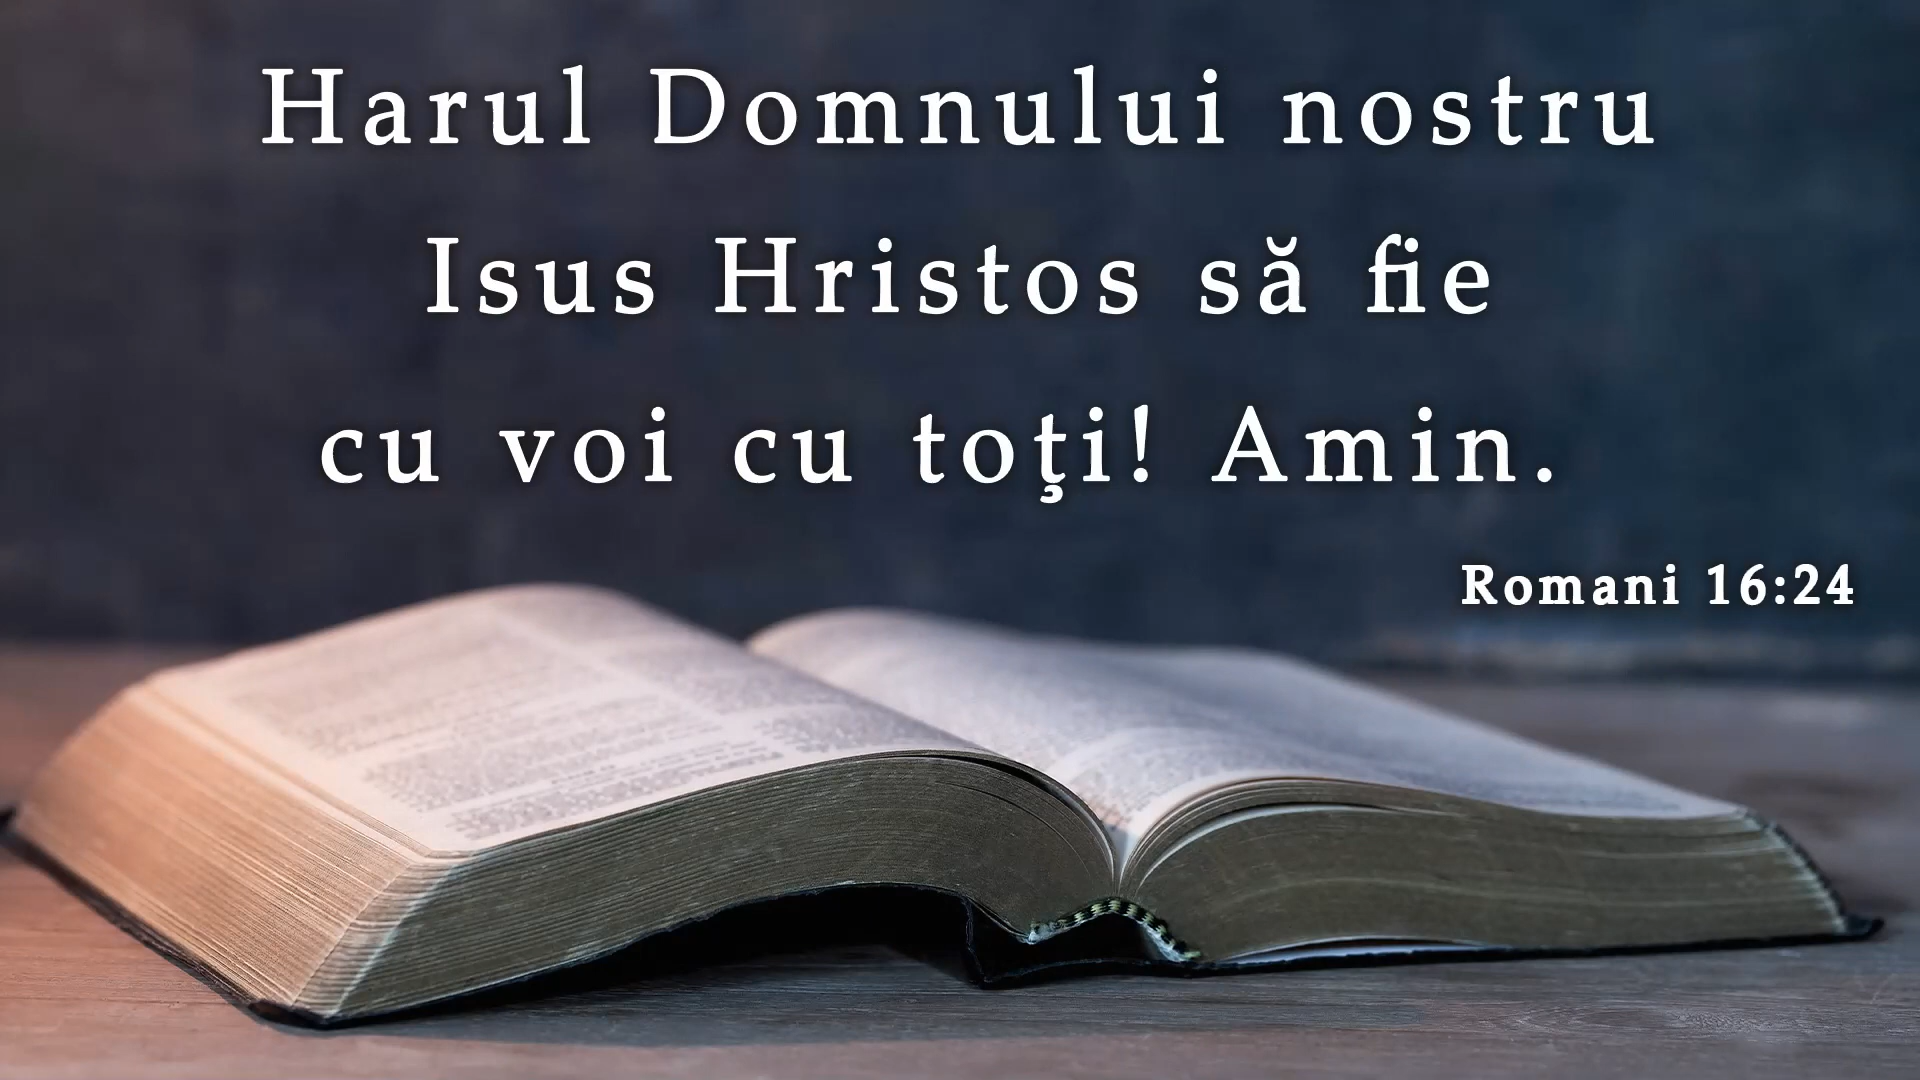 Harul Domnului nostru
Isus Hristos să fie
cu voi cu toţi! Amin.
Romani 16:24